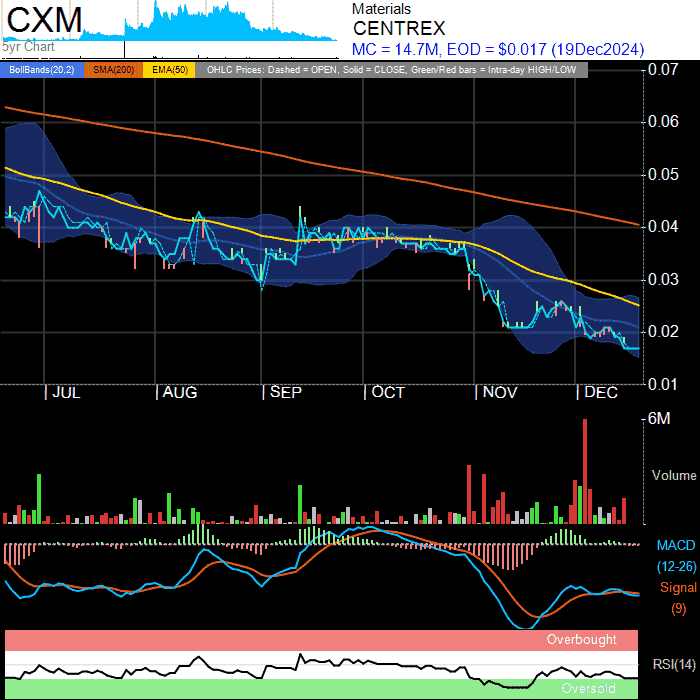 CXM
5yr Chart
Materials
CENTREX
MC = 14.7M, EOD = $0.017 (19Dec2024)
BollBands(20,2) SMA(200) EMA(50) OHLC Prices: Dashed = OPEN, Solid = CLOSE, Green/Red bars = Intra-day HIGH/LOW
0.07
0.06
0.05
0.04
0.03
0.02
0.01
| JUL | AUG | SEP | OCT | NOV | DEC
6M
Volume
MACD
(12-26)
Signal
(9)
Overbought
RSI(14)
Oversold